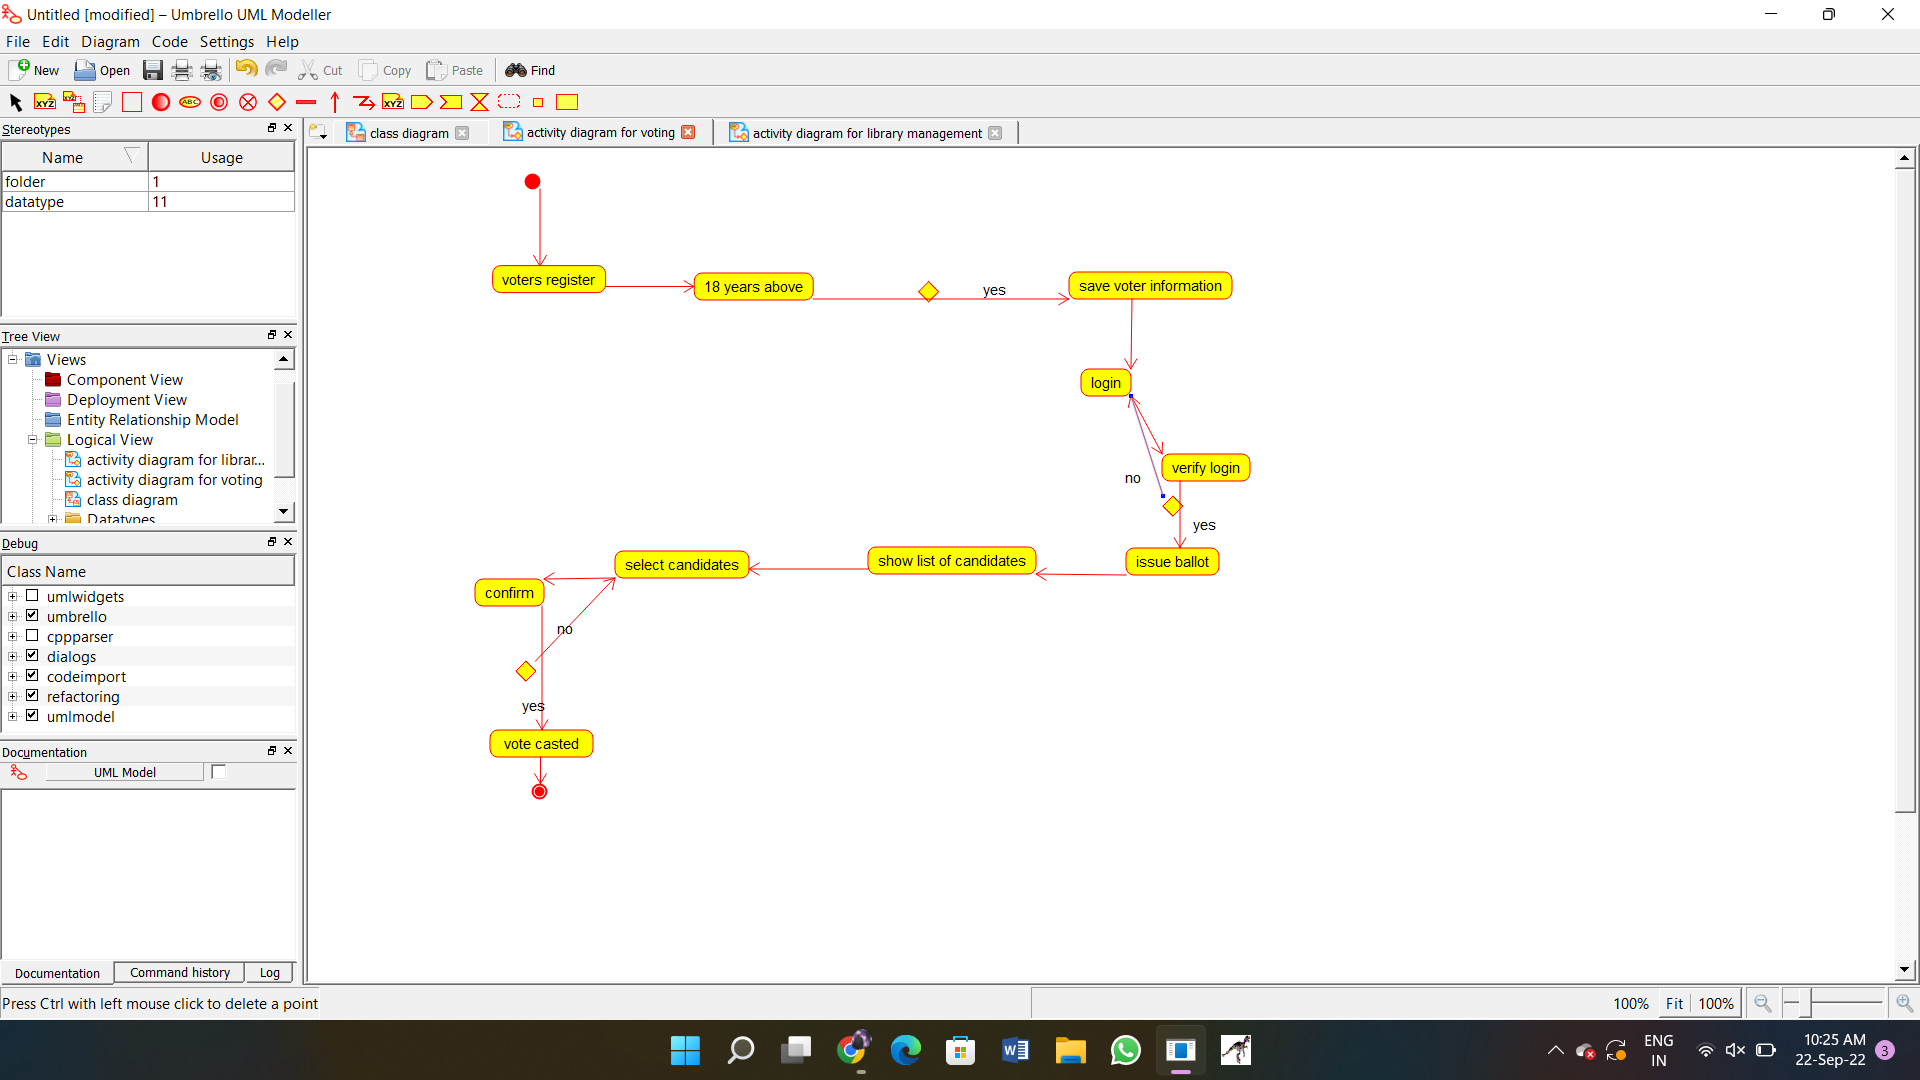 Untitled [modified] – Umbrello UML Modeller
File Edit Diagram Code Settings Help
New Open Cut Copy Paste Find
XYZ XYZ ABC XYZ
Stereotypes
Name Usage
folder 1
datatype 11
Tree View
Views
Component View
Deployment View
Entity Relationship Model
Logical View
activity diagram for librar...
activity diagram for voting
class diagram
Datatypes
Debug
Class Name
umlwidgets
umbrello
cppparser
dialogs
codeimport
refactoring
umlmodel
Documentation
UML Model
Documentation Command history Log
Press Ctrl with left mouse click to delete a point
class diagram activity diagram for voting activity diagram for library management
voters register
18 years above
yes
save voter information
login
verify login
no
yes
issue ballot
show list of candidates
select candidates
confirm
no
yes
vote casted
100% Fit 100%
ENG
IN
10:25 AM
22-Sep-22
3